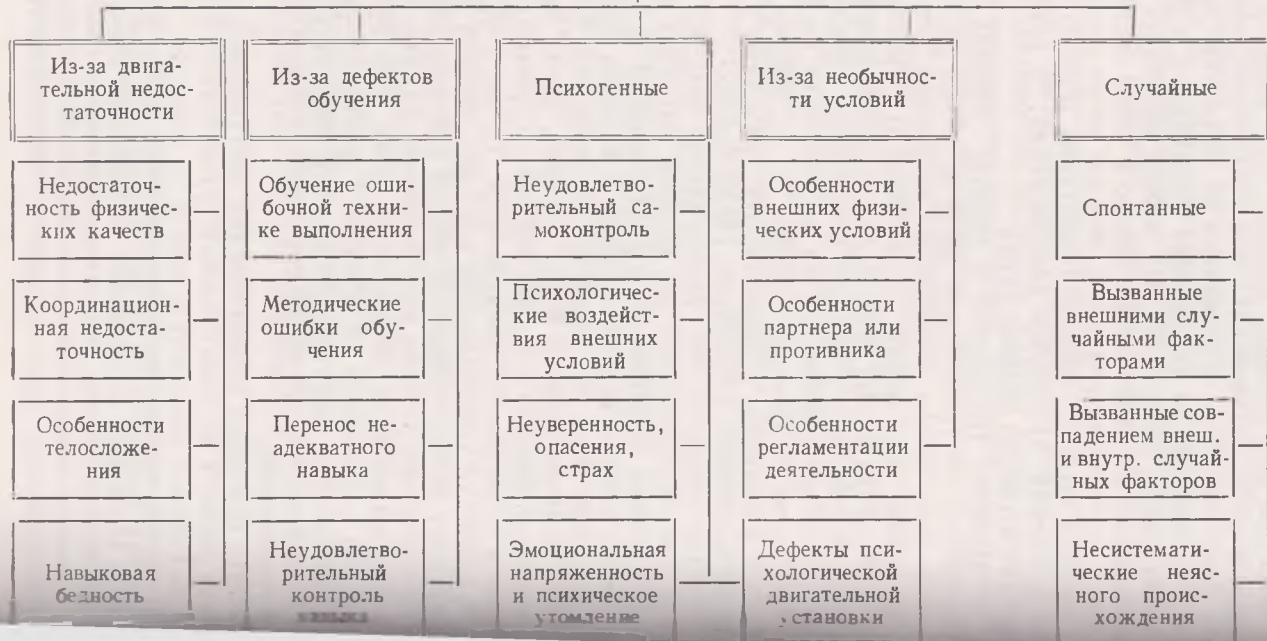 Из-за двига-
тельной недос-
таточности
Из-за дефектов
обучения
Психогенные
Из-за необычнос-
ти условий
Случайные
Недостаточ-
ность физичес-
ких качеств
Обучение оши-
бочной техни-
ке выполнения
Неудовлетво-
рительный са-
моконтроль
Особенности
внешних физи-
ческих условий
Спонтанные
Координацион-
ная недоста-
точность
Методические
ошибки обу-
чения
Психологичес-
кие воздейст-
вия внешних
условий
Особенности
партнера или
противника
Вызванные
внешними слу-
чайными фак-
торами
Особенности
телосложе-
ния
Перенос не-
адекватного
навыка
Неуверенность,
опасения,
страх
Особенности
регламентации
деятельности
Вызванные сов-
падением внеш.
и внутр. случай-
ных факторов
Навыковая
бедность
Неудовлетво-
рительный
контроль
Эмоциональная
напряженность
и психическое
утомление
Дефекты пси-
хологической
двигательной
установки
Несистемати-
ческие неяс-
ного проис-
хождения